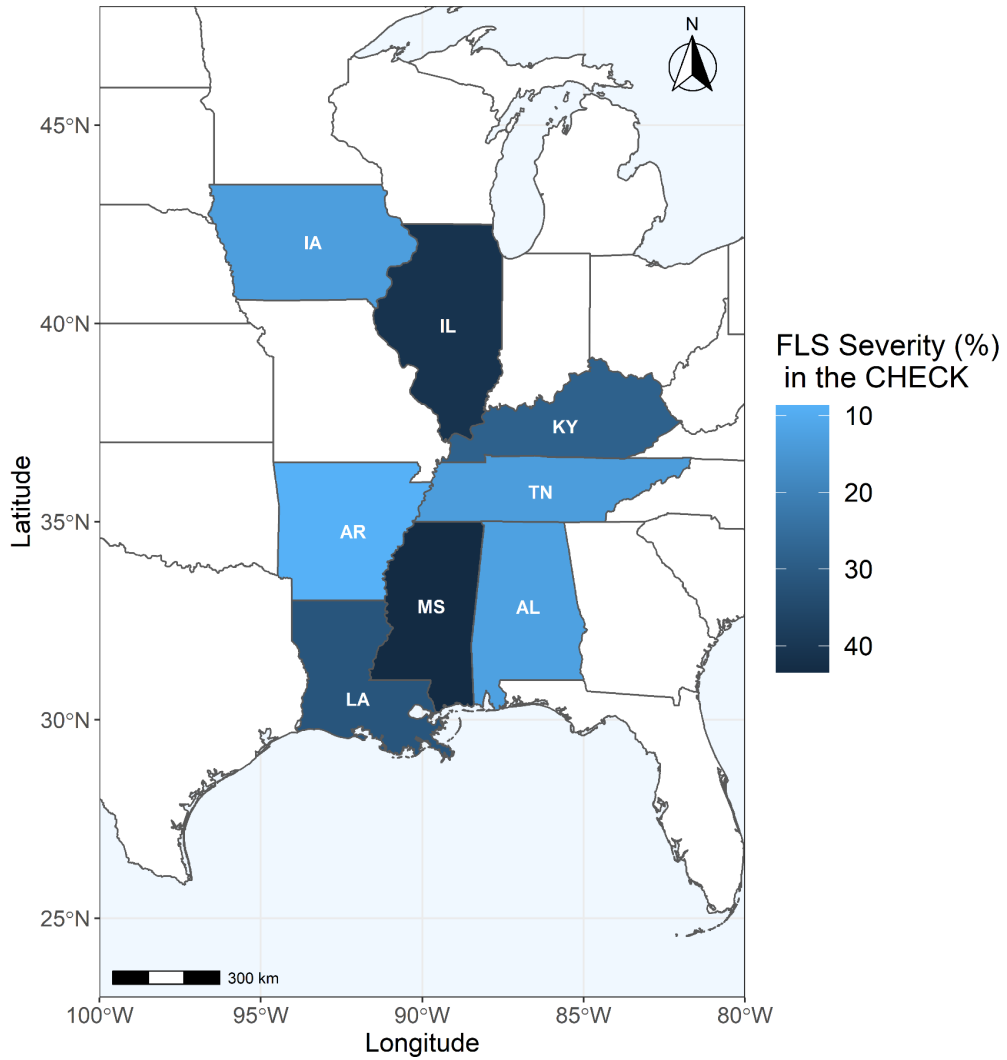 N
45°N
40°N
35°N
30°N
25°N
Latitude
IA
IL
KY
TN
AR
MS
AL
LA
300 km
100°W
95°W
90°W
85°W
80°W
Longitude
FLS Severity (%)
in the CHECK
10
20
30
40